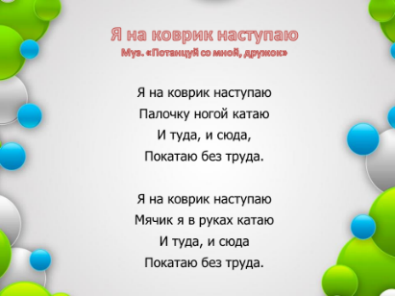 Я на коврик наступаю
Муз. «Потанцуй со мной, дружок»
Я на коврик наступаю
Палочку ногой катаю
И туда, и сюда,
Покатаю без труда.
Я на коврик наступаю
Мячик я в руках катаю
И туда, и сюда
Покатаю без труда.